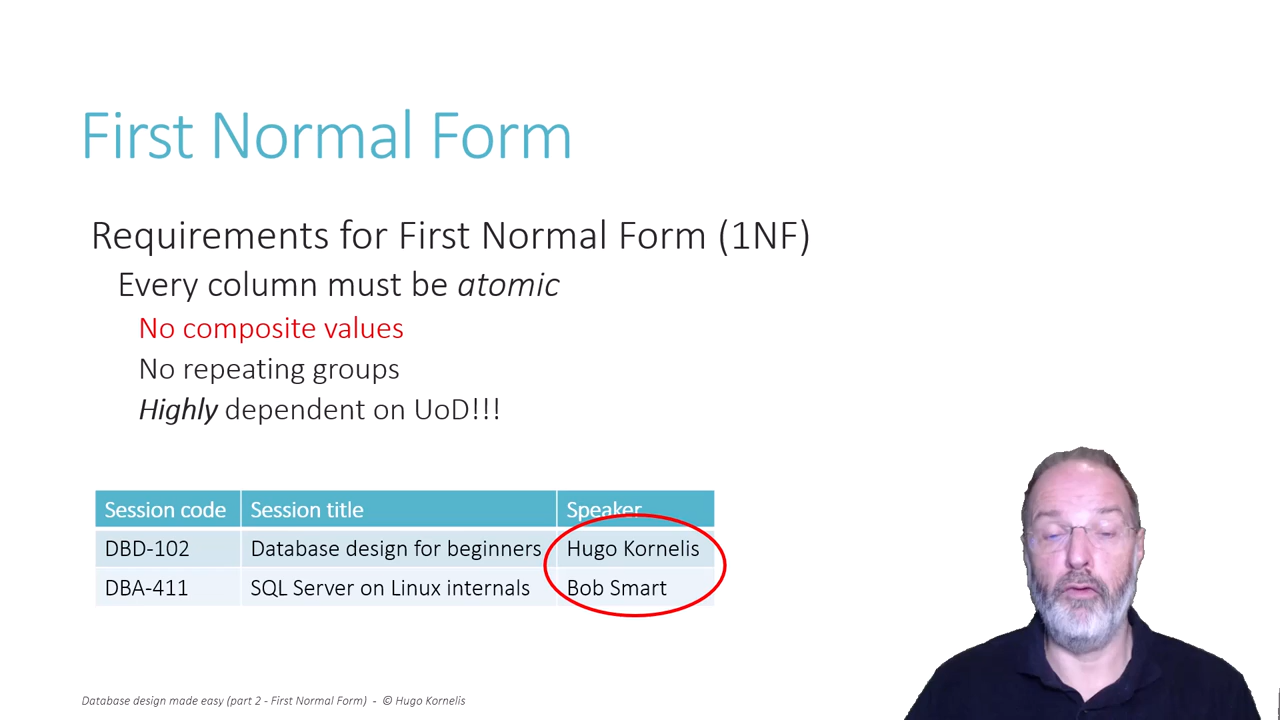 First Normal Form
Requirements for First Normal Form (1NF)
Every column must be atomic
No composite values
No repeating groups
Highly dependent on UoD!!!
Session code Session title Speaker
DBD-102 Database design for beginners Hugo Kornelis
DBA-411 SQL Server on Linux internals Bob Smart
Database design made easy (part 2 - First Normal Form) - © Hugo Kornelis